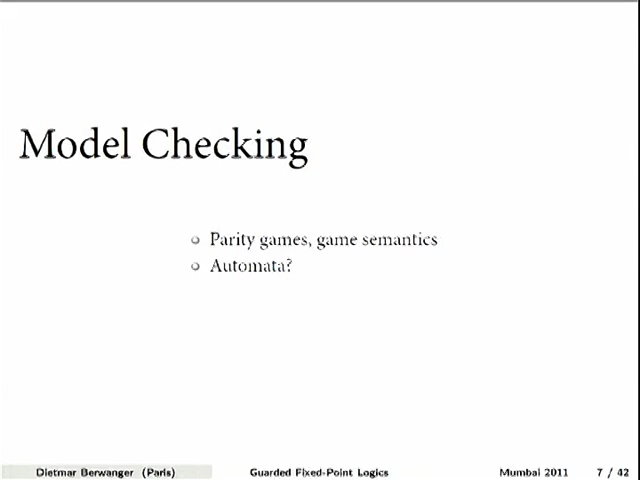 Model Checking
Parity games, game semantics
Automata?
Dietmar Berwanger (Paris) Guarded Fixed-Point Logics Mumbai 2011 7 / 42